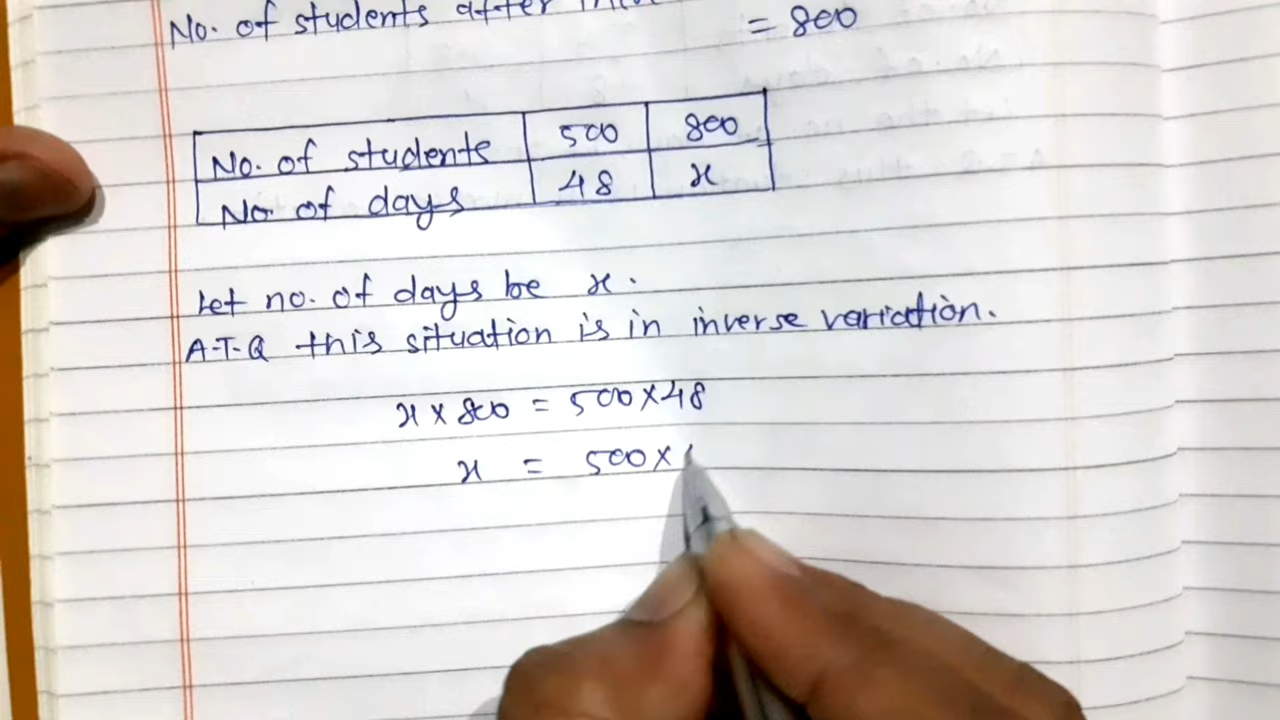 No. of students after
= 800
No. of students 500 800
No of days 48 x
Let no. of days be x.
A.T.Q this situation is in inverse variation.
x × 800 = 500 × 48
x = 500 ×